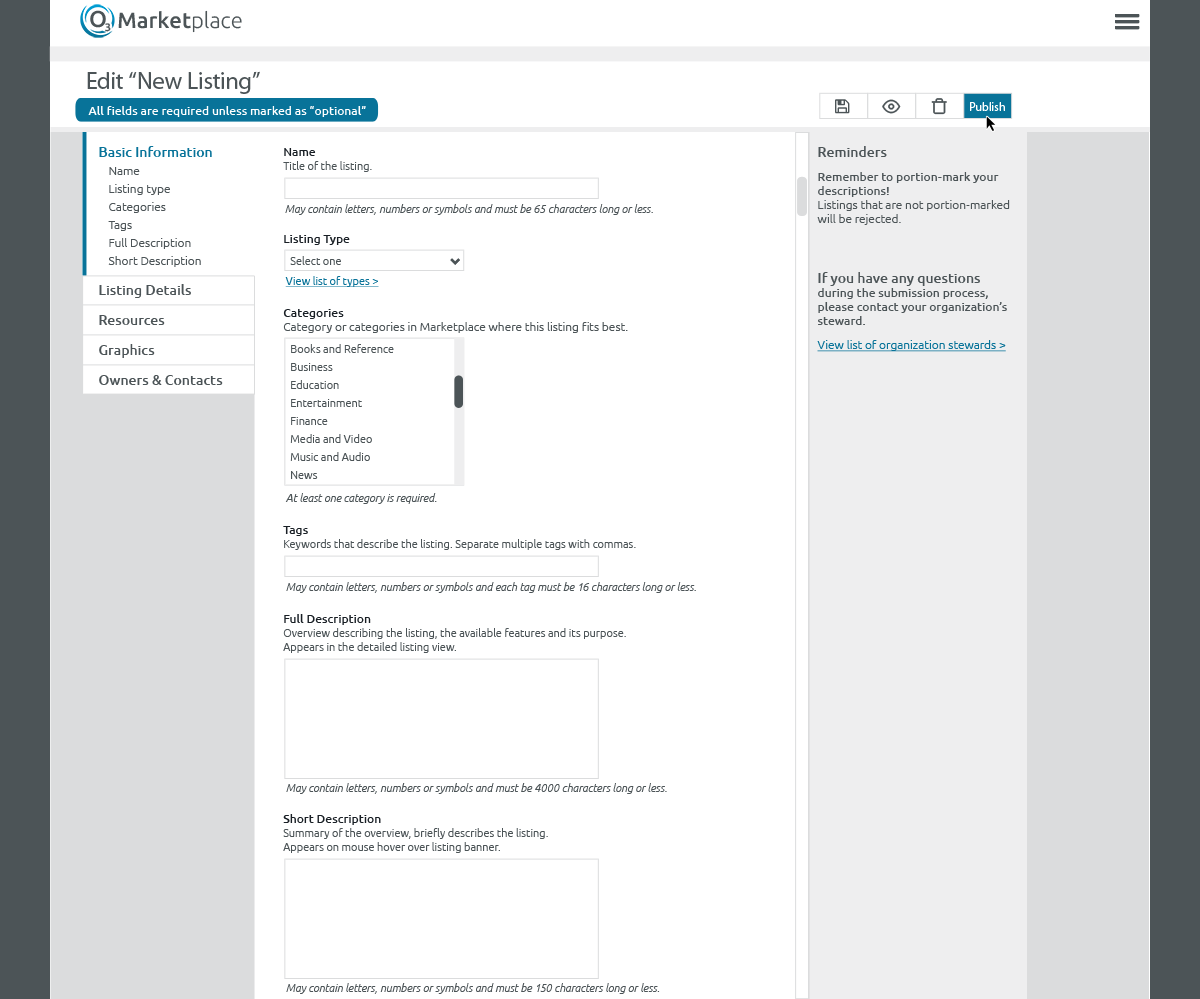 O3 Marketplace
Edit “New Listing”
All fields are required unless marked as “optional”
Publish
Basic Information
Name
Listing type
Categories
Tags
Full Description
Short Description
Listing Details
Resources
Graphics
Owners & Contacts
Name
Title of the listing.
May contain letters, numbers or symbols and must be 65 characters long or less.
Listing Type
Select one
View list of types >
Categories
Category or categories in Marketplace where this listing fits best.
Books and Reference
Business
Education
Entertainment
Finance
Media and Video
Music and Audio
News
At least one category is required.
Tags
Keywords that describe the listing. Separate multiple tags with commas.
May contain letters, numbers or symbols and each tag must be 16 characters long or less.
Full Description
Overview describing the listing, the available features and its purpose.
Appears in the detailed listing view.
May contain letters, numbers or symbols and must be 4000 characters long or less.
Short Description
Summary of the overview, briefly describes the listing.
Appears on mouse hover over listing banner.
May contain letters, numbers or symbols and must be 150 characters long or less.
Reminders
Remember to portion-mark your
descriptions!
Listings that are not portion-marked
will be rejected.
If you have any questions
during the submission process,
please contact your organization’s
steward.
View list of organization stewards >